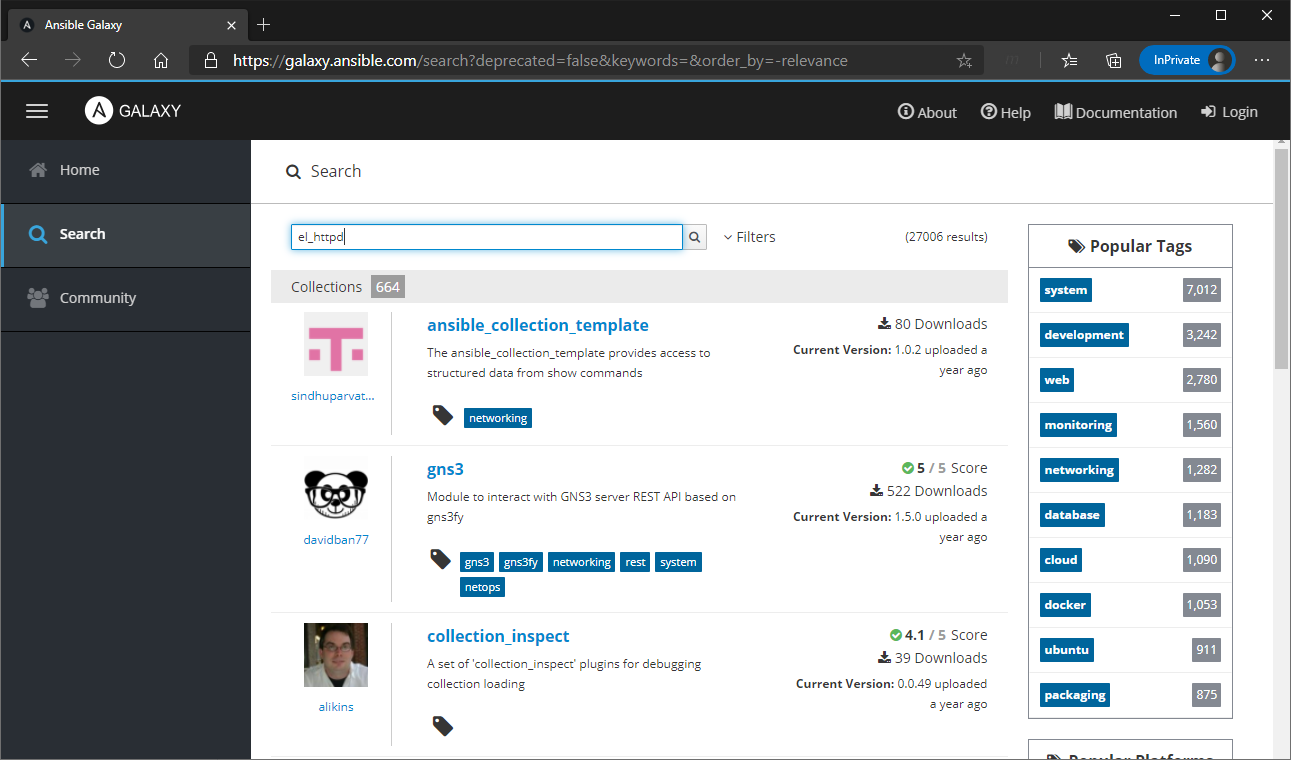 Ansible Galaxy
https://galaxy.ansible.com/search?deprecated=false&keywords=&order_by=-relevance
InPrivate
A GALAXY
About
Help
Documentation
Login
Home
Search
Community
Search
el_httpd
Filters
(27006 results)
Collections 664
sindhuparvat...
ansible_collection_template
The ansible_collection_template provides access to
structured data from show commands
networking
80 Downloads
Current Version: 1.0.2 uploaded a
year ago
davidban77
gns3
Module to interact with GNS3 server REST API based on
gns3fy
gns3 gns3fy networking rest system
netops
5 / 5 Score
522 Downloads
Current Version: 1.5.0 uploaded a
year ago
alikins
collection_inspect
A set of 'collection_inspect' plugins for debugging
collection loading
4.1 / 5 Score
39 Downloads
Current Version: 0.0.49 uploaded
a year ago
Popular Tags
system 7,012
development 3,242
web 2,780
monitoring 1,560
networking 1,282
database 1,183
cloud 1,090
docker 1,053
ubuntu 911
packaging 875
Popular Platforms